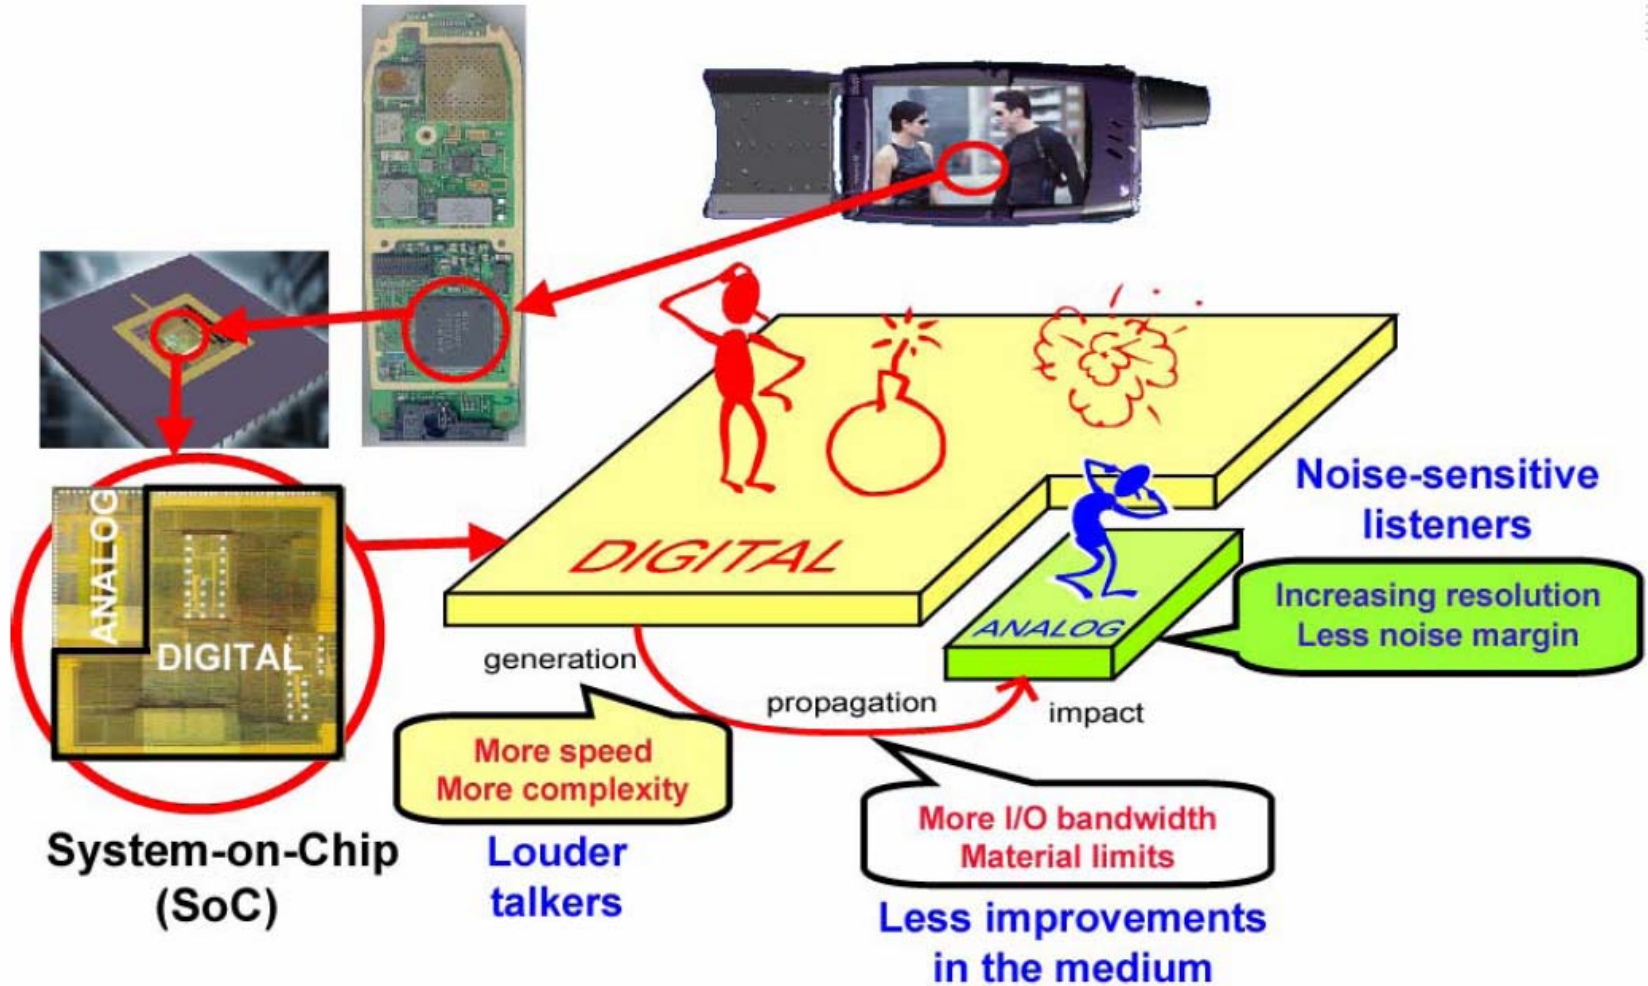 ANALOG
DIGITAL
System-on-Chip
(SoC)
DIGITAL
ANALOG
Noise-sensitive
listeners
Increasing resolution
Less noise margin
generation
propagation
impact
More speed
More complexity
Louder
talkers
More I/O bandwidth
Material limits
Less improvements
in the medium